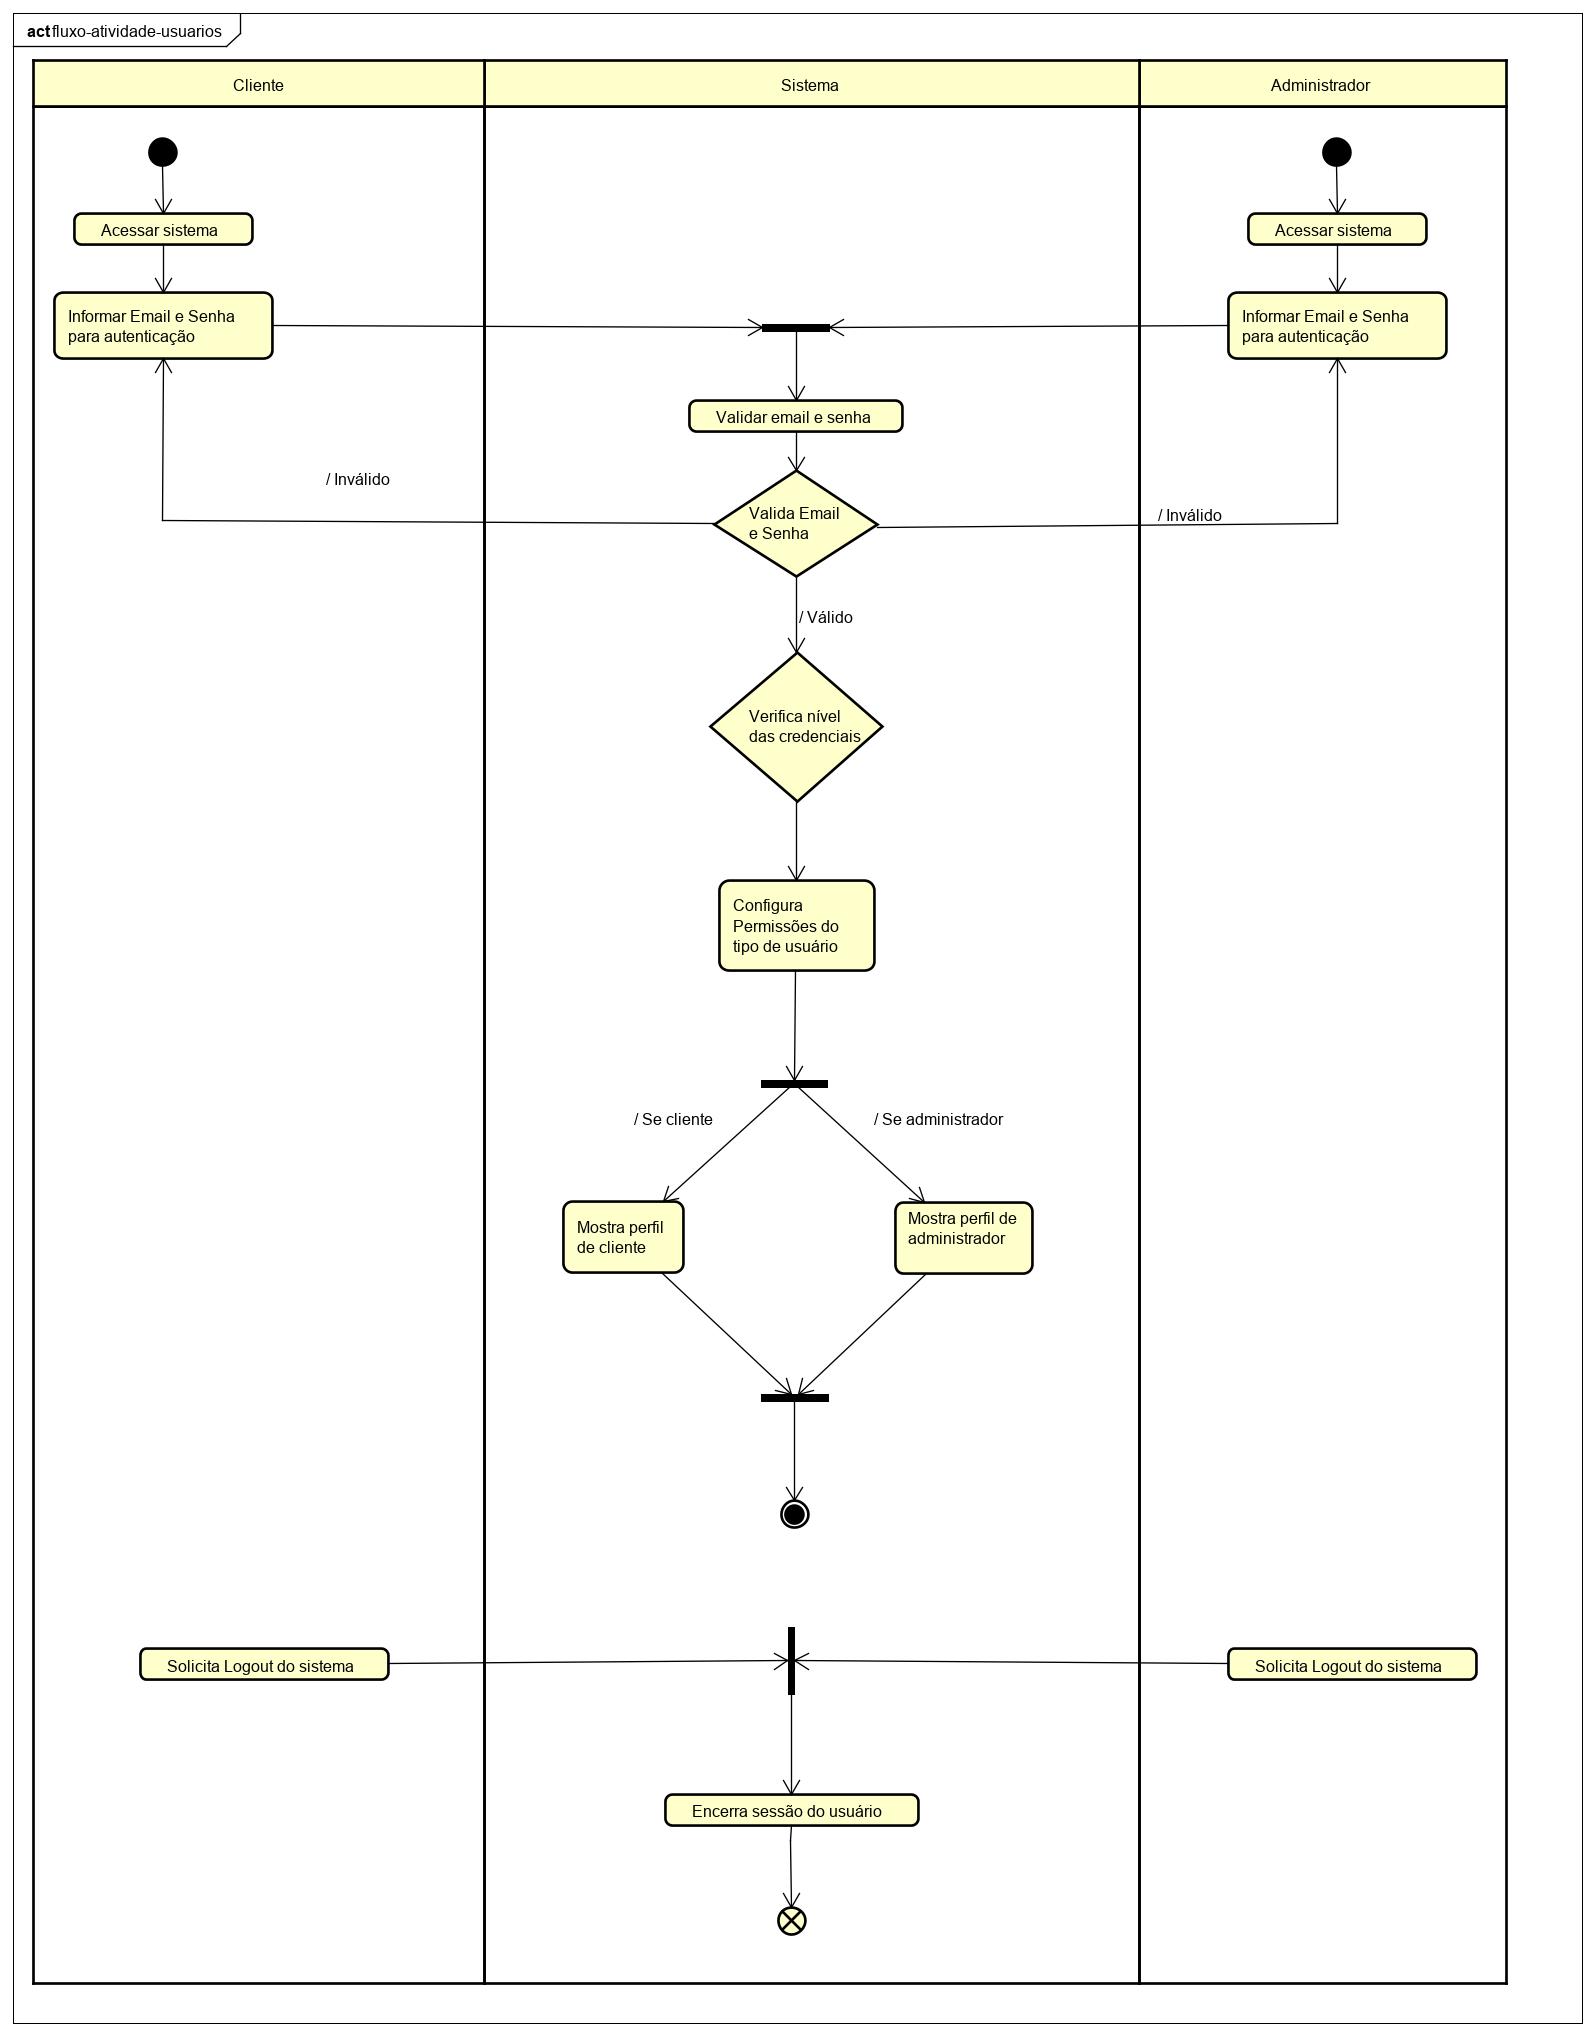 act fluxo-atividade-usuarios
Cliente
Sistema
Administrador
Acessar sistema
Acessar sistema
Informar Email e Senha
para autenticação
Informar Email e Senha
para autenticação
Validar email e senha
/ Inválido
Valida Email
e Senha
/ Inválido
/ Válido
Verifica nível
das credenciais
Configura
Permissões do
tipo de usuário
/ Se cliente
/ Se administrador
Mostra perfil
de cliente
Mostra perfil de
administrador
Solicita Logout do sistema
Solicita Logout do sistema
Encerra sessão do usuário